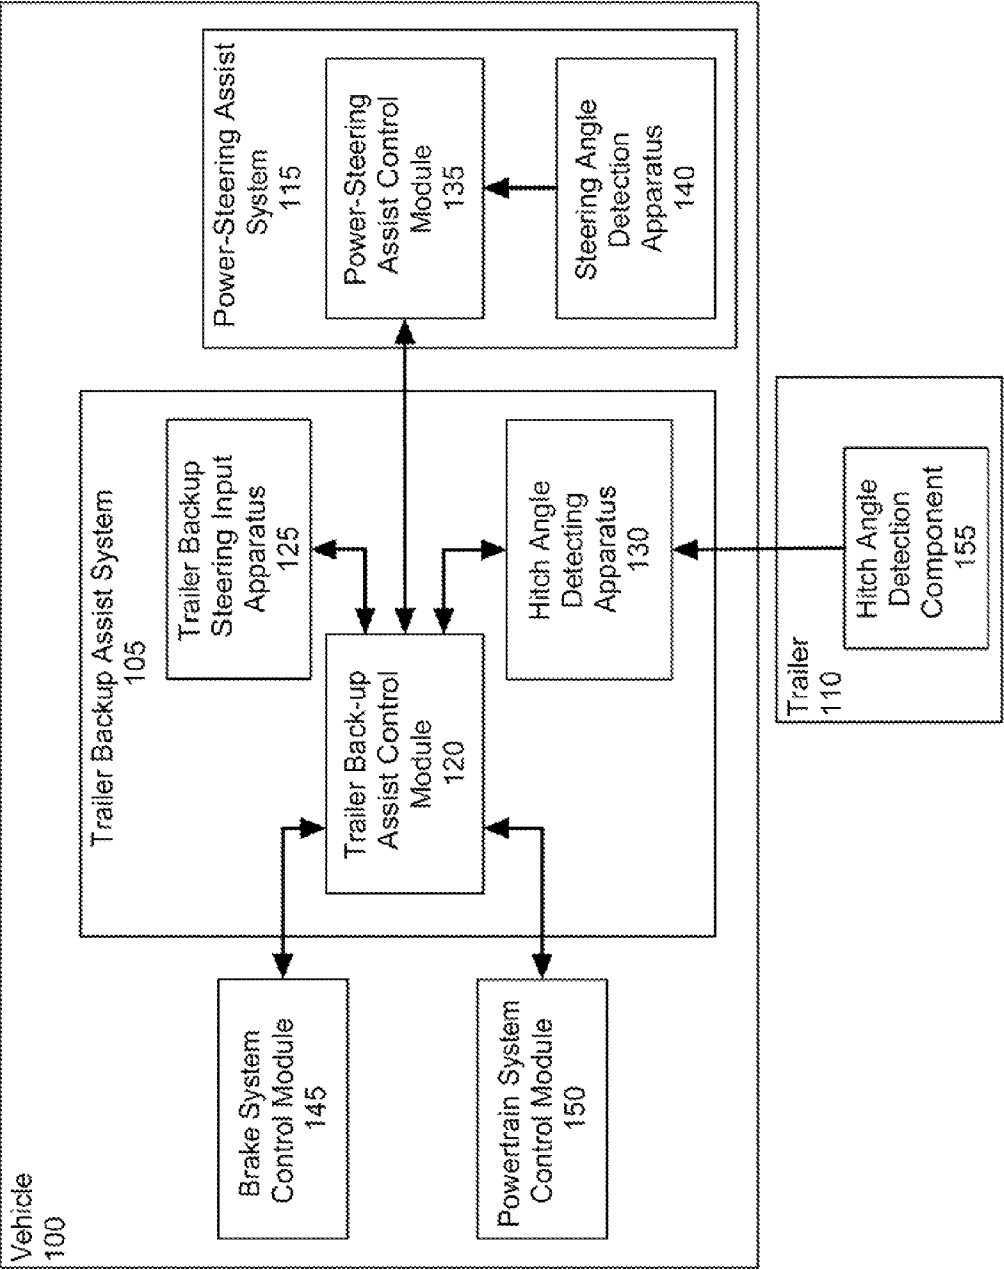 Vehicle
100
Brake System
Control Module
145
Powertrain System
Control Module
150
Trailer Backup Assist System
105
Trailer Back-up
Assist Control
Module
120
Trailer Backup
Steering Input
Apparatus
125
Hitch Angle
Detecting
Apparatus
130
Power-Steering Assist
System
115
Power-Steering
Assist Control
Module
135
Steering Angle
Detection
Apparatus
140
Trailer
110
Hitch Angle
Detection
Component
155